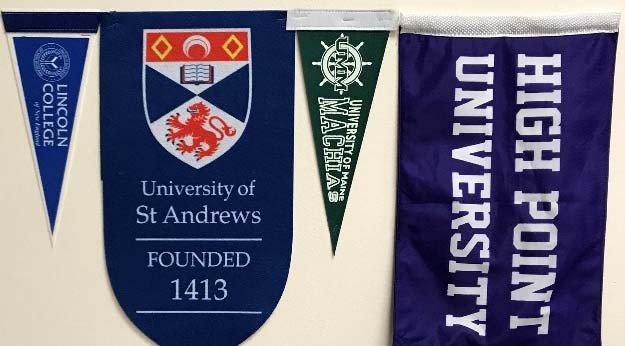 LINCOLN
COLLEGE
of New England
University of
St Andrews
FOUNDED
1413
UMM
UNIVERSITY OF MAINE
MACHIAS
HIGH POINT
UNIVERSITY